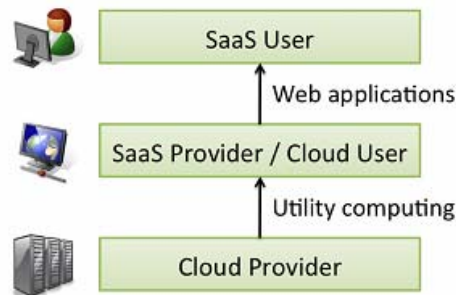 SaaS User
Web applications
SaaS Provider / Cloud User
Utility computing
Cloud Provider